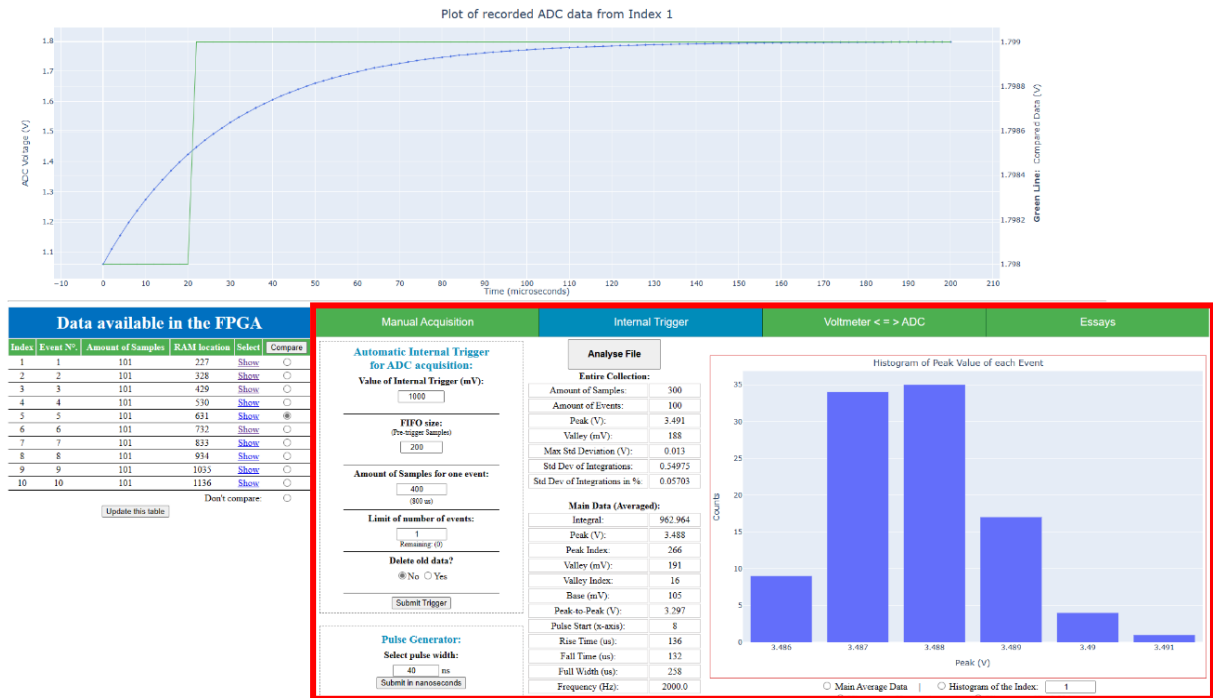 Plot of recorded ADC data from Index 1
ADC Voltage (V)
1.8
1.7
1.6
1.5
1.4
1.3
1.2
1.1
1.799
1.7988
1.7986
1.7984
1.7982
1.798
Green Line: Compared Data (V)
−10 0 10 20 30 40 50 60 70 80 90 100 110 120 130 140 150 160 170 180 190 200 210
Time (microseconds)
Data available in the FPGA
Index Event Nº. Amount of Samples RAM location Select Compare
1 1 101 227 Show
2 2 101 328 Show
3 3 101 429 Show
4 4 101 530 Show
5 5 101 631 Show
6 6 101 732 Show
7 7 101 833 Show
8 8 101 934 Show
9 9 101 1035 Show
10 10 101 1136 Show
Don't compare:
Update this table
Manual Acquisition Internal Trigger Voltmeter < = > ADC Essays
Automatic Internal Trigger
for ADC acquisition:
Value of Internal Trigger (mV):
1000
FIFO size:
(Pre-trigger Samples)
200
Amount of Samples for one event:
400
(800 us)
Limit of number of events:
1
Remaining: (0)
Delete old data?
No Yes
Submit Trigger
Pulse Generator:
Select pulse width:
40 ns
Submit in nanoseconds
Analyse File
Entire Collection:
Amount of Samples: 300
Amount of Events: 100
Peak (V): 3.491
Valley (mV): 188
Max Std Deviation (V): 0.013
Std Dev of Integrations: 0.54975
Std Dev of Integrations in %: 0.05703
Main Data (Averaged):
Integral: 962.964
Peak (V): 3.488
Peak Index: 266
Valley (mV): 191
Valley Index: 16
Base (mV): 105
Peak-to-Peak (V): 3.297
Pulse Start (x-axis): 8
Rise Time (us): 136
Fall Time (us): 132
Full Width (us): 258
Frequency (Hz): 2000.0
Histogram of Peak Value of each Event
Counts
35
30
25
20
15
10
5
0
3.486 3.487 3.488 3.489 3.49 3.491
Peak (V)
Main Average Data | Histogram of the Index: 1